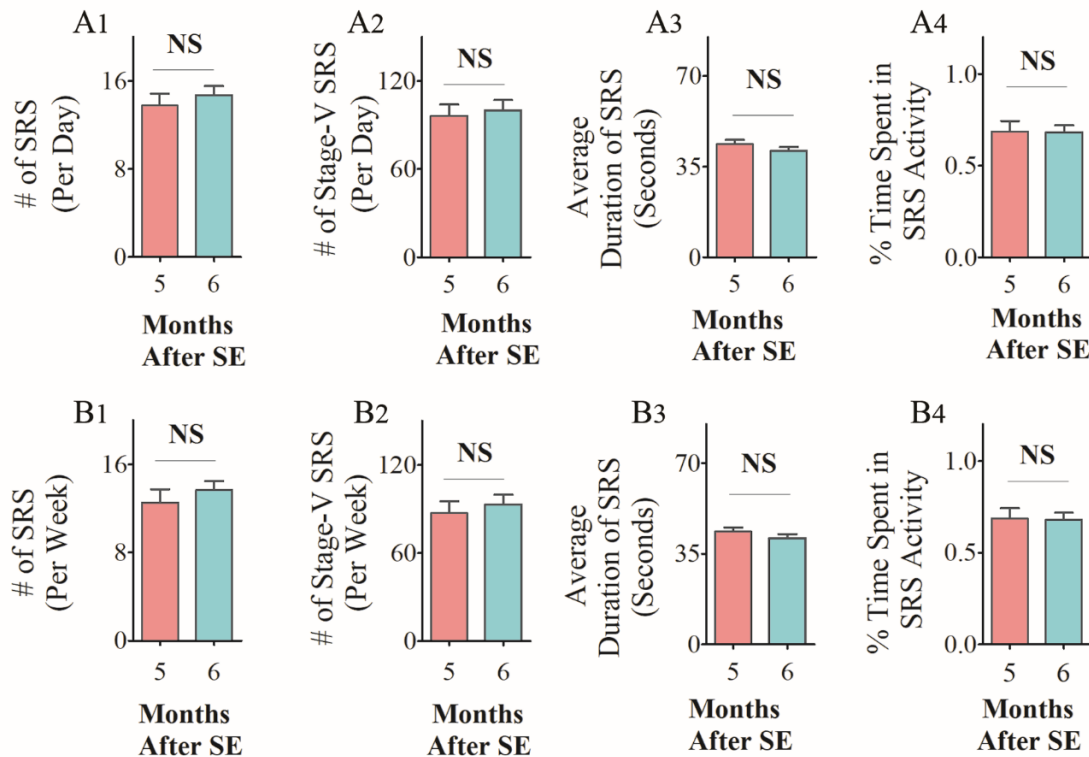 A1
# of SRS
(Per Day)
16
8
0
NS
5 6
Months
After SE
A2
# of Stage-V SRS
(Per Day)
120
60
0
NS
5 6
Months
After SE
A3
Average
Duration of SRS
(Seconds)
70
35
0
NS
5 6
Months
After SE
A4
% Time Spent in
SRS Activity
1.0
0.5
0.0
NS
5 6
Months
After SE
B1
# of SRS
(Per Week)
16
8
0
NS
5 6
Months
After SE
B2
# of Stage-V SRS
(Per Week)
120
60
0
NS
5 6
Months
After SE
B3
Average
Duration of SRS
(Seconds)
70
35
0
NS
5 6
Months
After SE
B4
% Time Spent in
SRS Activity
1.0
0.5
0.0
NS
5 6
Months
After SE